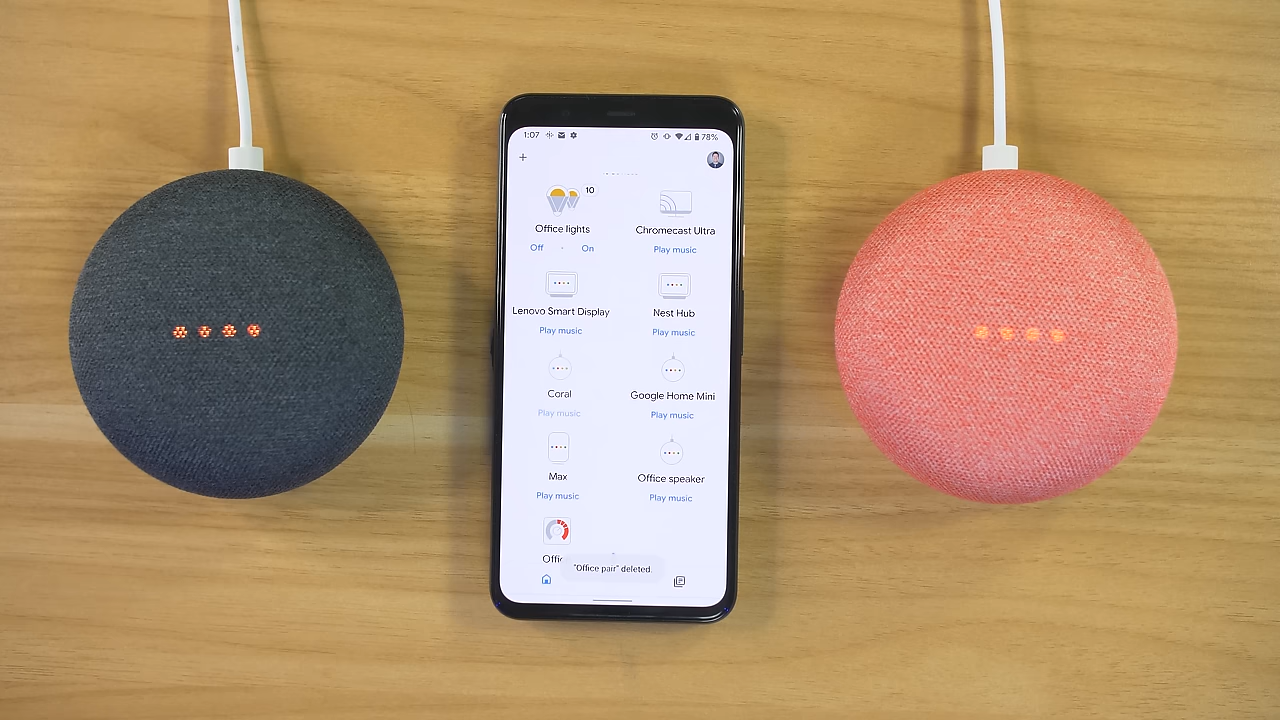 1:07 78%
+
10
Office lights
Off · On
Chromecast Ultra
Play music
Lenovo Smart Display
Play music
Nest Hub
Play music
Coral
Play music
Google Home Mini
Play music
Max
Play music
Office speaker
Play music
"Office pair" deleted.